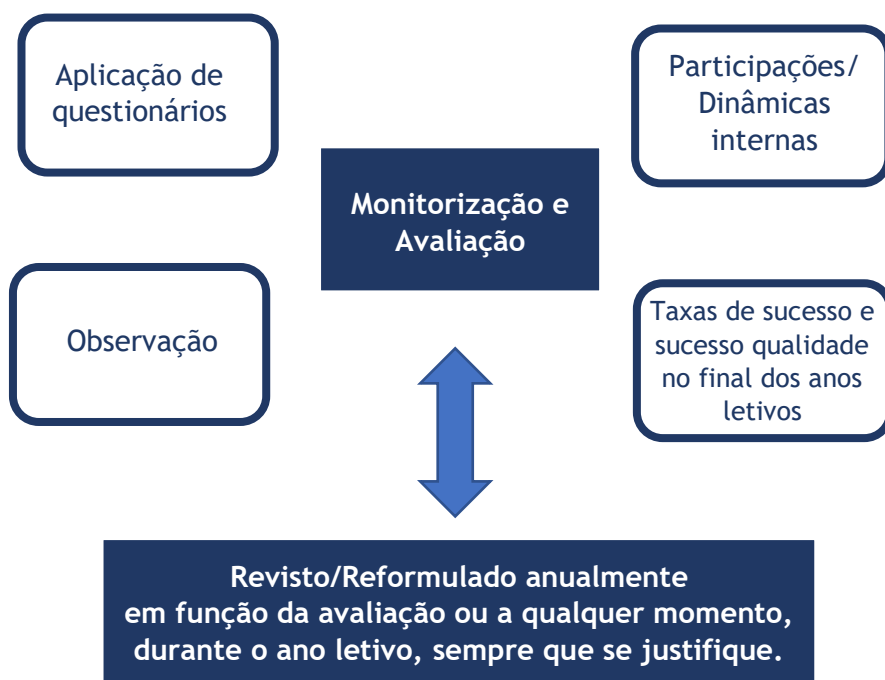 Aplicação de
questionários
Participações/
Dinâmicas
internas
Monitorização e
Avaliação
Observação
Taxas de sucesso e
sucesso qualidade
no final dos anos
letivos
Revisto/Reformulado anualmente
em função da avaliação ou a qualquer momento,
durante o ano letivo, sempre que se justifique.